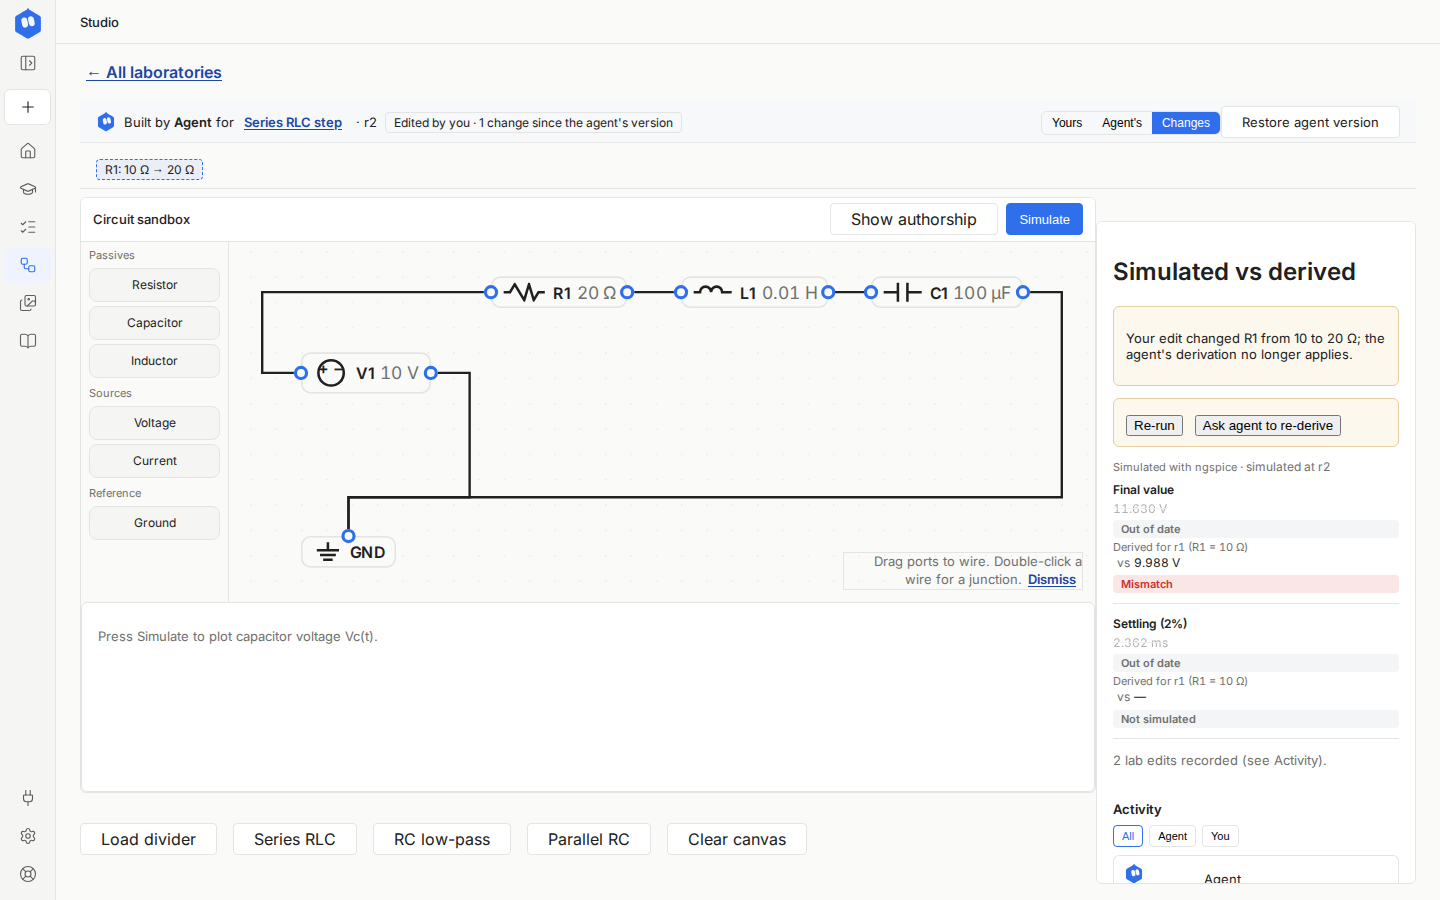 Studio
← All laboratories
Built by Agent for Series RLC step · r2 Edited by you · 1 change since the agent's version
Yours Agent's Changes Restore agent version
R1: 10 Ω → 20 Ω
Circuit sandbox
Show authorship Simulate
Passives
Resistor
Capacitor
Inductor
Sources
Voltage
Current
Reference
Ground
R1 20 Ω
L1 0.01 H
C1 100 µF
V1 10 V
GND
Drag ports to wire. Double-click a
wire for a junction. Dismiss
Press Simulate to plot capacitor voltage Vc(t).
Load divider Series RLC RC low-pass Parallel RC Clear canvas
Simulated vs derived
Your edit changed R1 from 10 to 20 Ω; the
agent's derivation no longer applies.
Re-run Ask agent to re-derive
Simulated with ngspice · simulated at r2
Final value
11.630 V
Out of date
Derived for r1 (R1 = 10 Ω)
vs 9.988 V
Mismatch
Settling (2%)
2.362 ms
Out of date
Derived for r1 (R1 = 10 Ω)
vs —
Not simulated
2 lab edits recorded (see Activity).
Activity
All Agent You
Agent